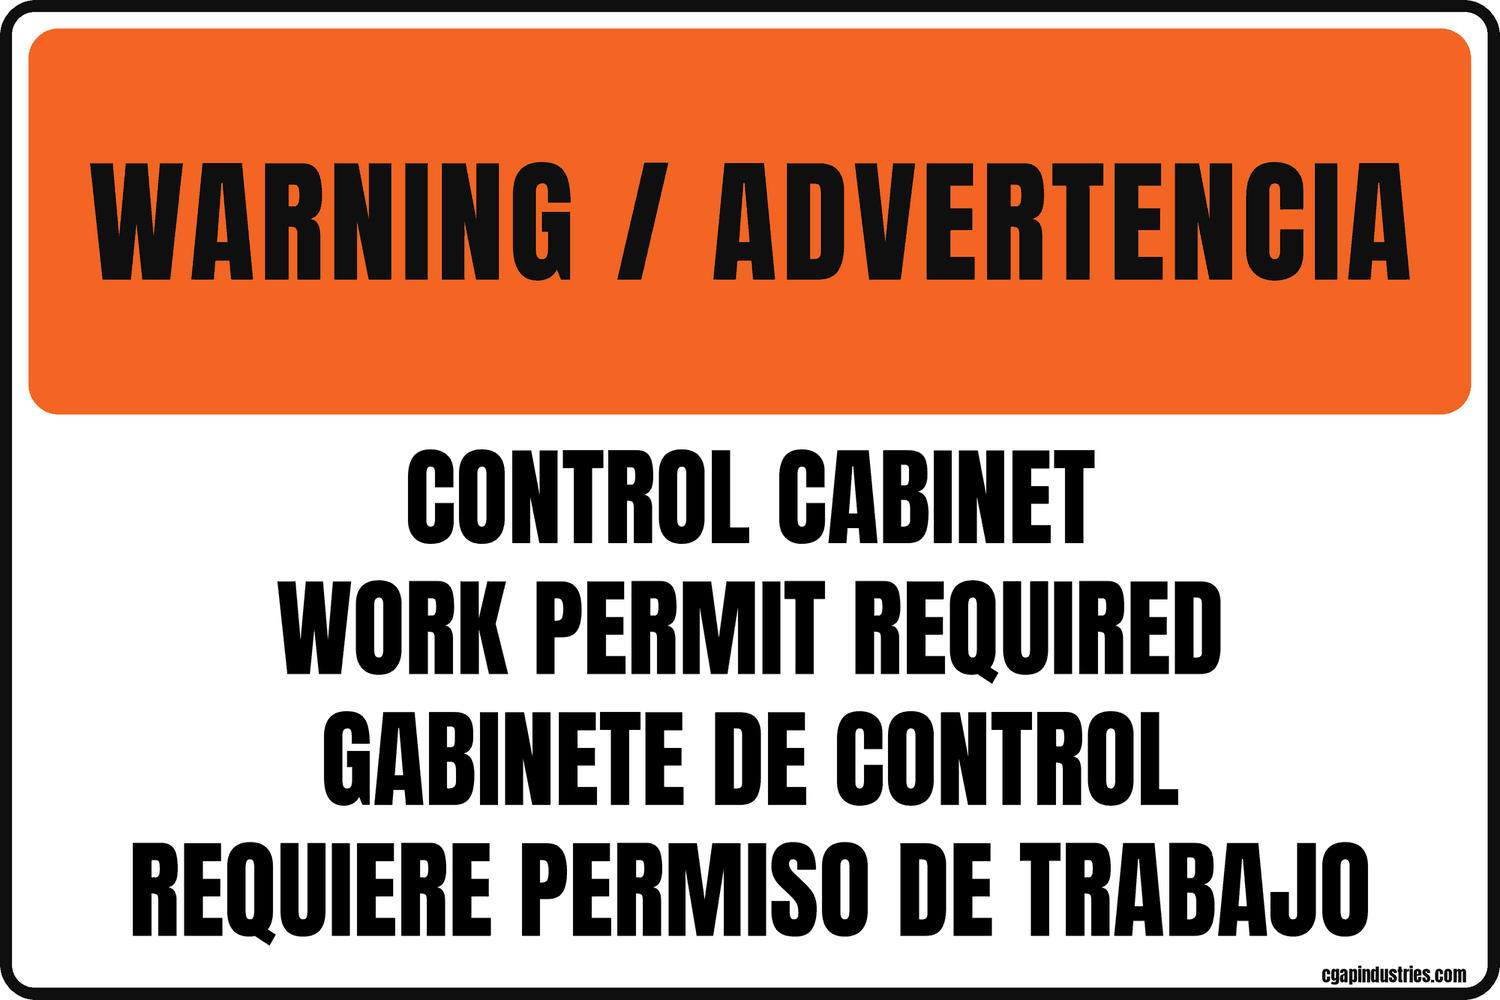 WARNING / ADVERTENCIA
CONTROL CABINET
WORK PERMIT REQUIRED
GABINETE DE CONTROL
REQUIERE PERMISO DE TRABAJO
cgapindustries.com